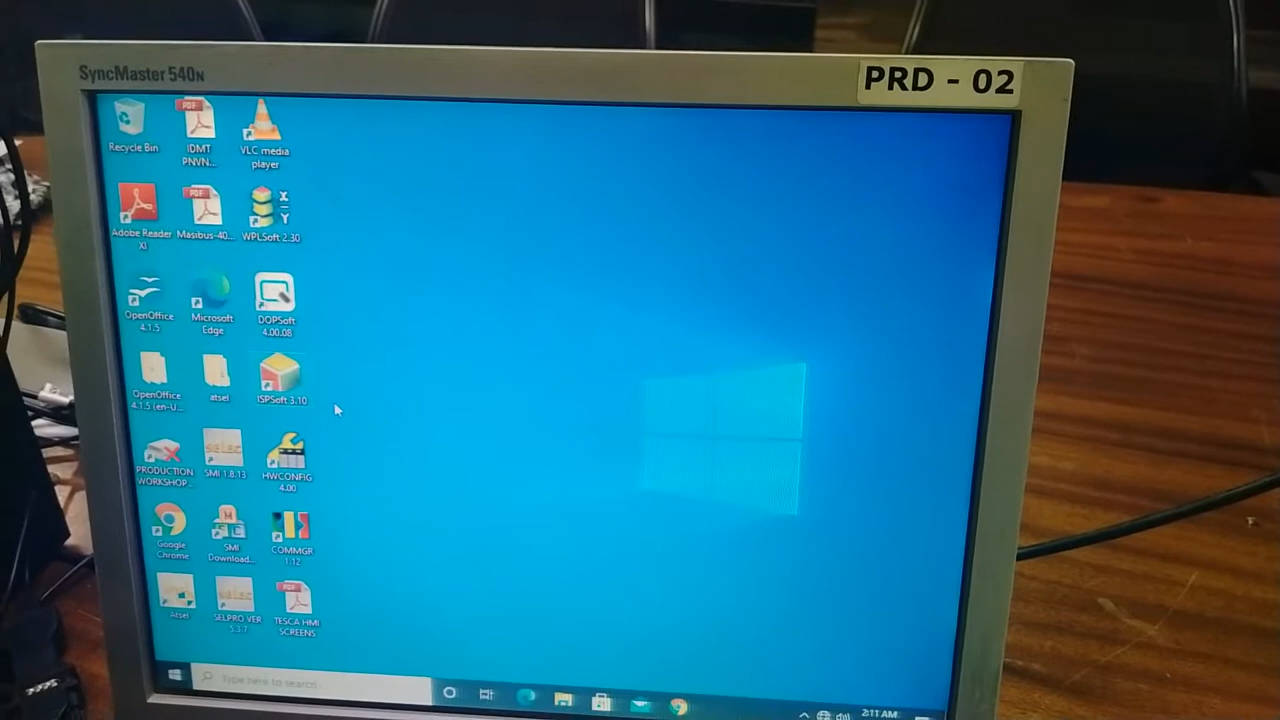 SyncMaster 540N
PRD - 02
Recycle Bin
IDMT
PNVN...
VLC media
player
Adobe Reader
XI
Masibus-40...
WPLSoft 2.30
OpenOffice
4.1.5
Microsoft
Edge
DOPSoft
4.00.08
OpenOffice
4.1.5 (en-U...
atsel
ISPSoft 3.10
PRODUCTION
WORKSHOP...
SMI 1.8.13
HWCONFIG
4.00
Google
Chrome
SMI
Download...
COMMGR
1.12
Atsel
SELPRO VER
5.3.7
TESCA HMI
SCREENS
Type here to search
2:11 AM